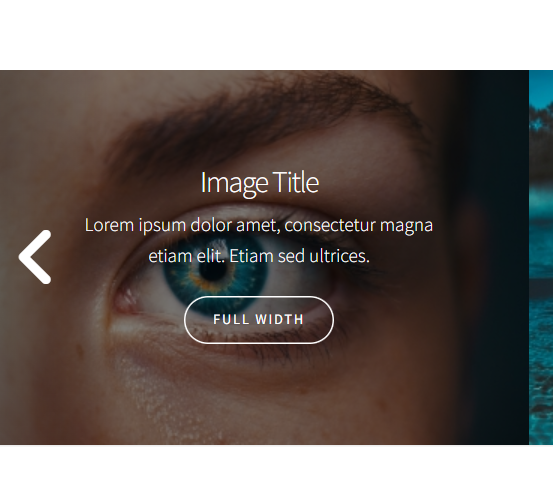 Image Title
Lorem ipsum dolor amet, consectetur magna
etiam elit. Etiam sed ultrices.
FULL WIDTH